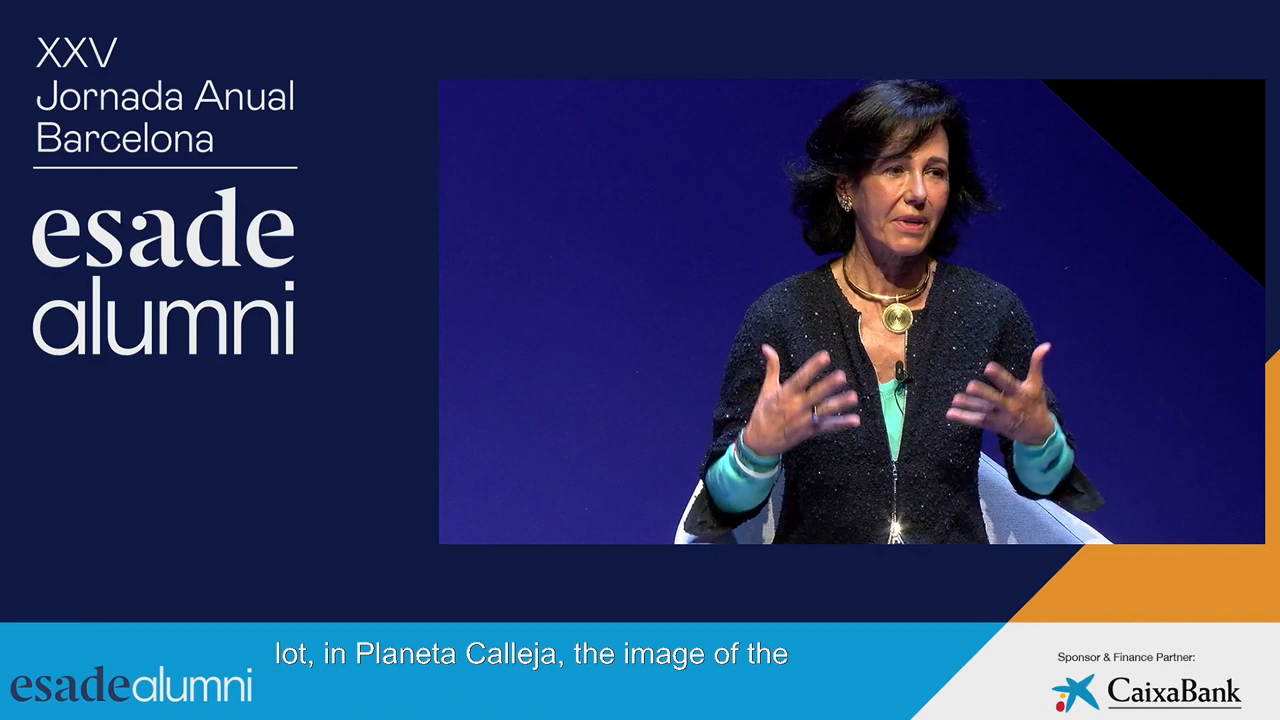 XXV
Jornada Anual
Barcelona
esade
alumni
lot, in Planeta Calleja, the image of the
esadealumni
Sponsor & Finance Partner:
CaixaBank